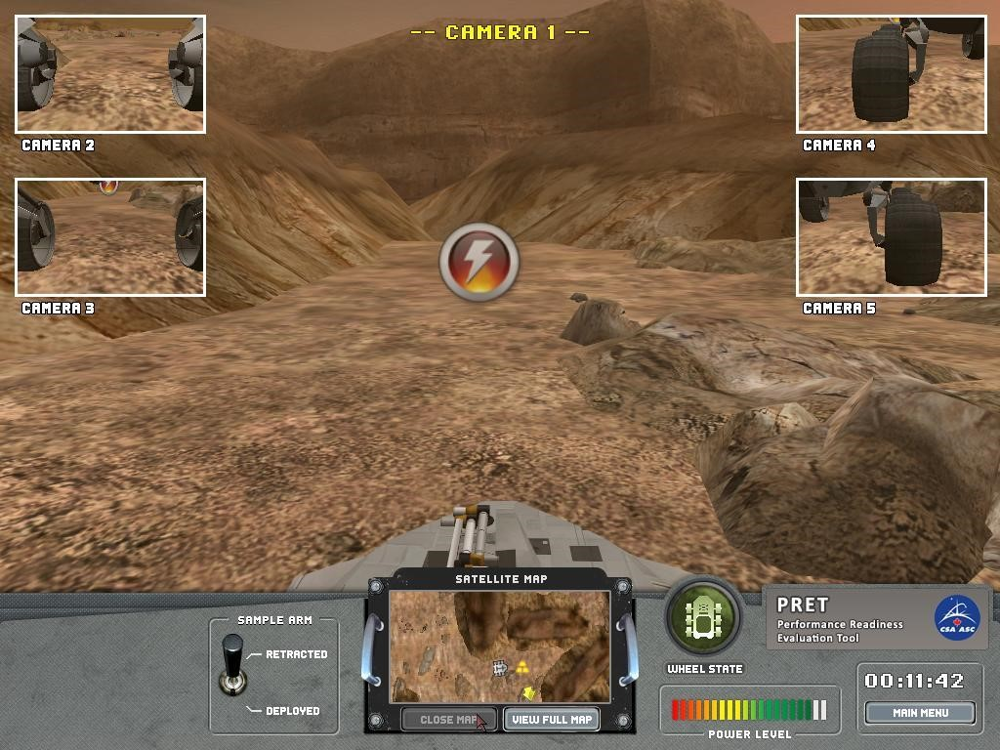 -- CAMERA 1 --
CAMERA 2
CAMERA 4
CAMERA 3
CAMERA 5
SATELLITE MAP
SAMPLE ARM
RETRACTED
DEPLOYED
CLOSE MAP
VIEW FULL MAP
WHEEL STATE
POWER LEVEL
PRET
Performance Readiness
Evaluation Tool
CSA ASC
00:11:42
MAIN MENU